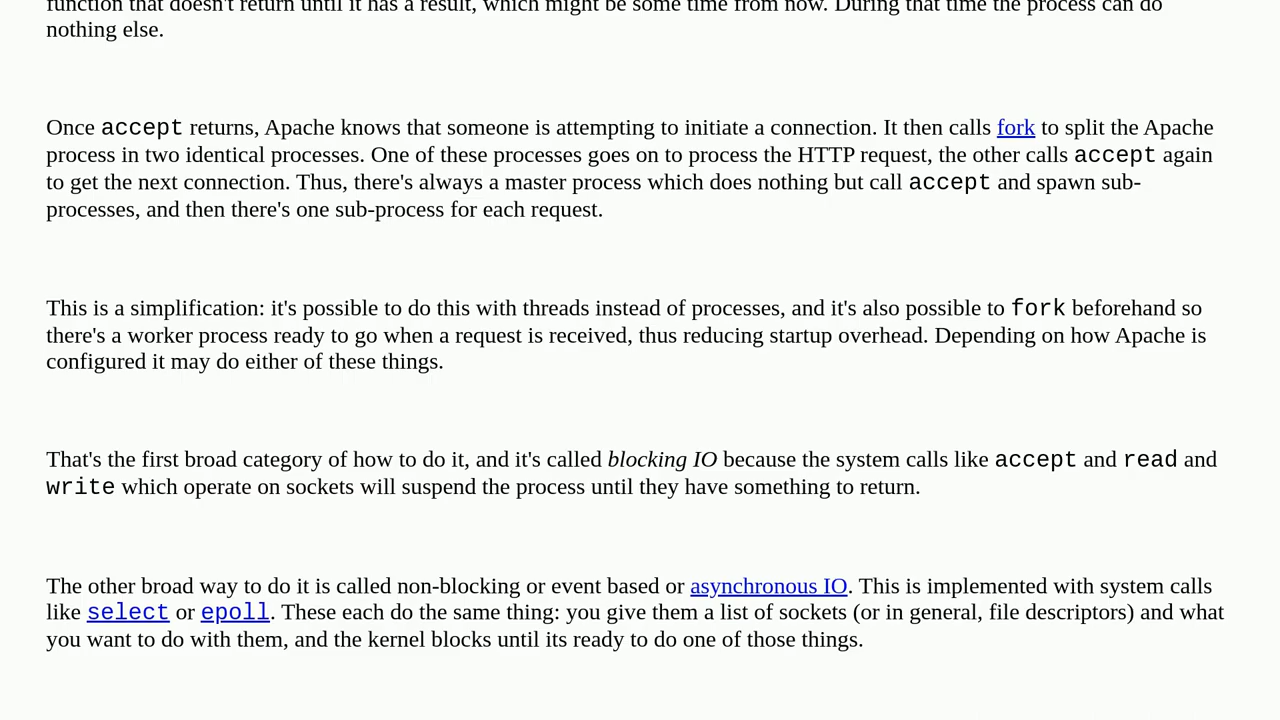 function that doesn't return until it has a result, which might be some time from now. During that time the process can do
nothing else.
Once accept returns, Apache knows that someone is attempting to initiate a connection. It then calls fork to split the Apache
process in two identical processes. One of these processes goes on to process the HTTP request, the other calls accept again
to get the next connection. Thus, there's always a master process which does nothing but call accept and spawn sub-
processes, and then there's one sub-process for each request.
This is a simplification: it's possible to do this with threads instead of processes, and it's also possible to fork beforehand so
there's a worker process ready to go when a request is received, thus reducing startup overhead. Depending on how Apache is
configured it may do either of these things.
That's the first broad category of how to do it, and it's called blocking IO because the system calls like accept and read and
write which operate on sockets will suspend the process until they have something to return.
The other broad way to do it is called non-blocking or event based or asynchronous IO. This is implemented with system calls
like select or epoll. These each do the same thing: you give them a list of sockets (or in general, file descriptors) and what
you want to do with them, and the kernel blocks until its ready to do one of those things.